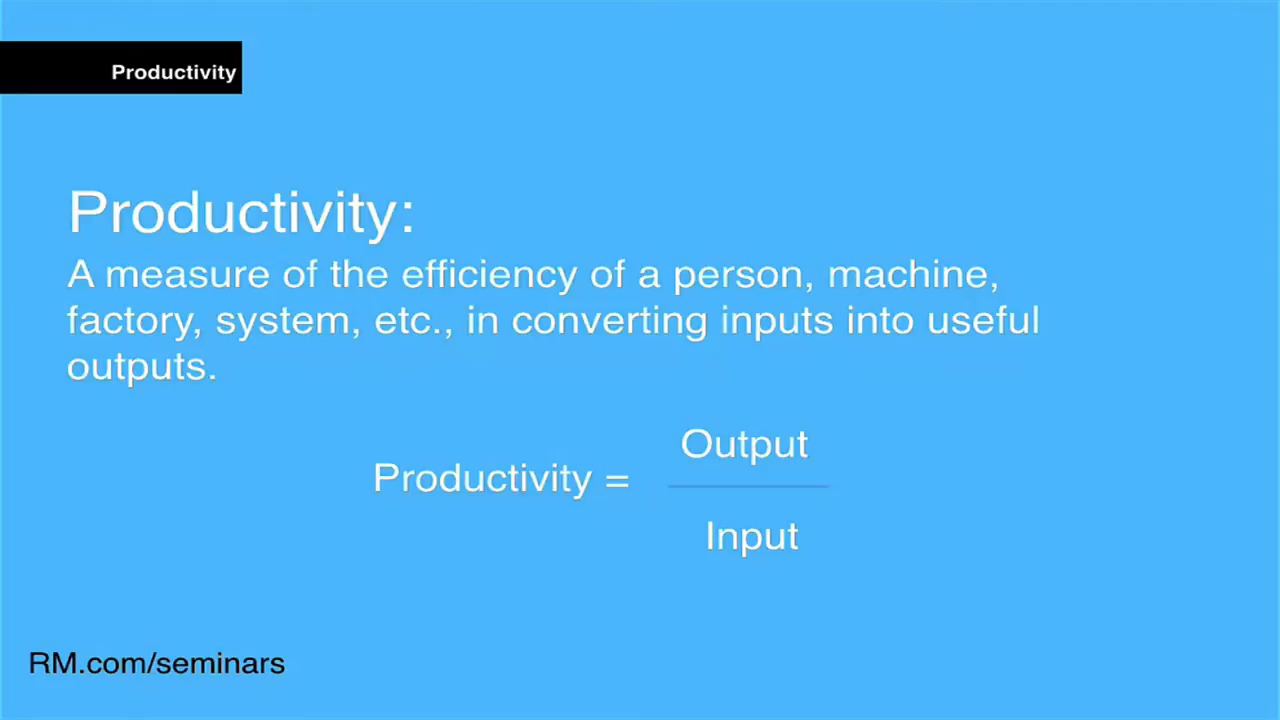 Productivity
Productivity:
A measure of the efficiency of a person, machine,
factory, system, etc., in converting inputs into useful
outputs.
Output
Productivity =
Input
RM.com/seminars